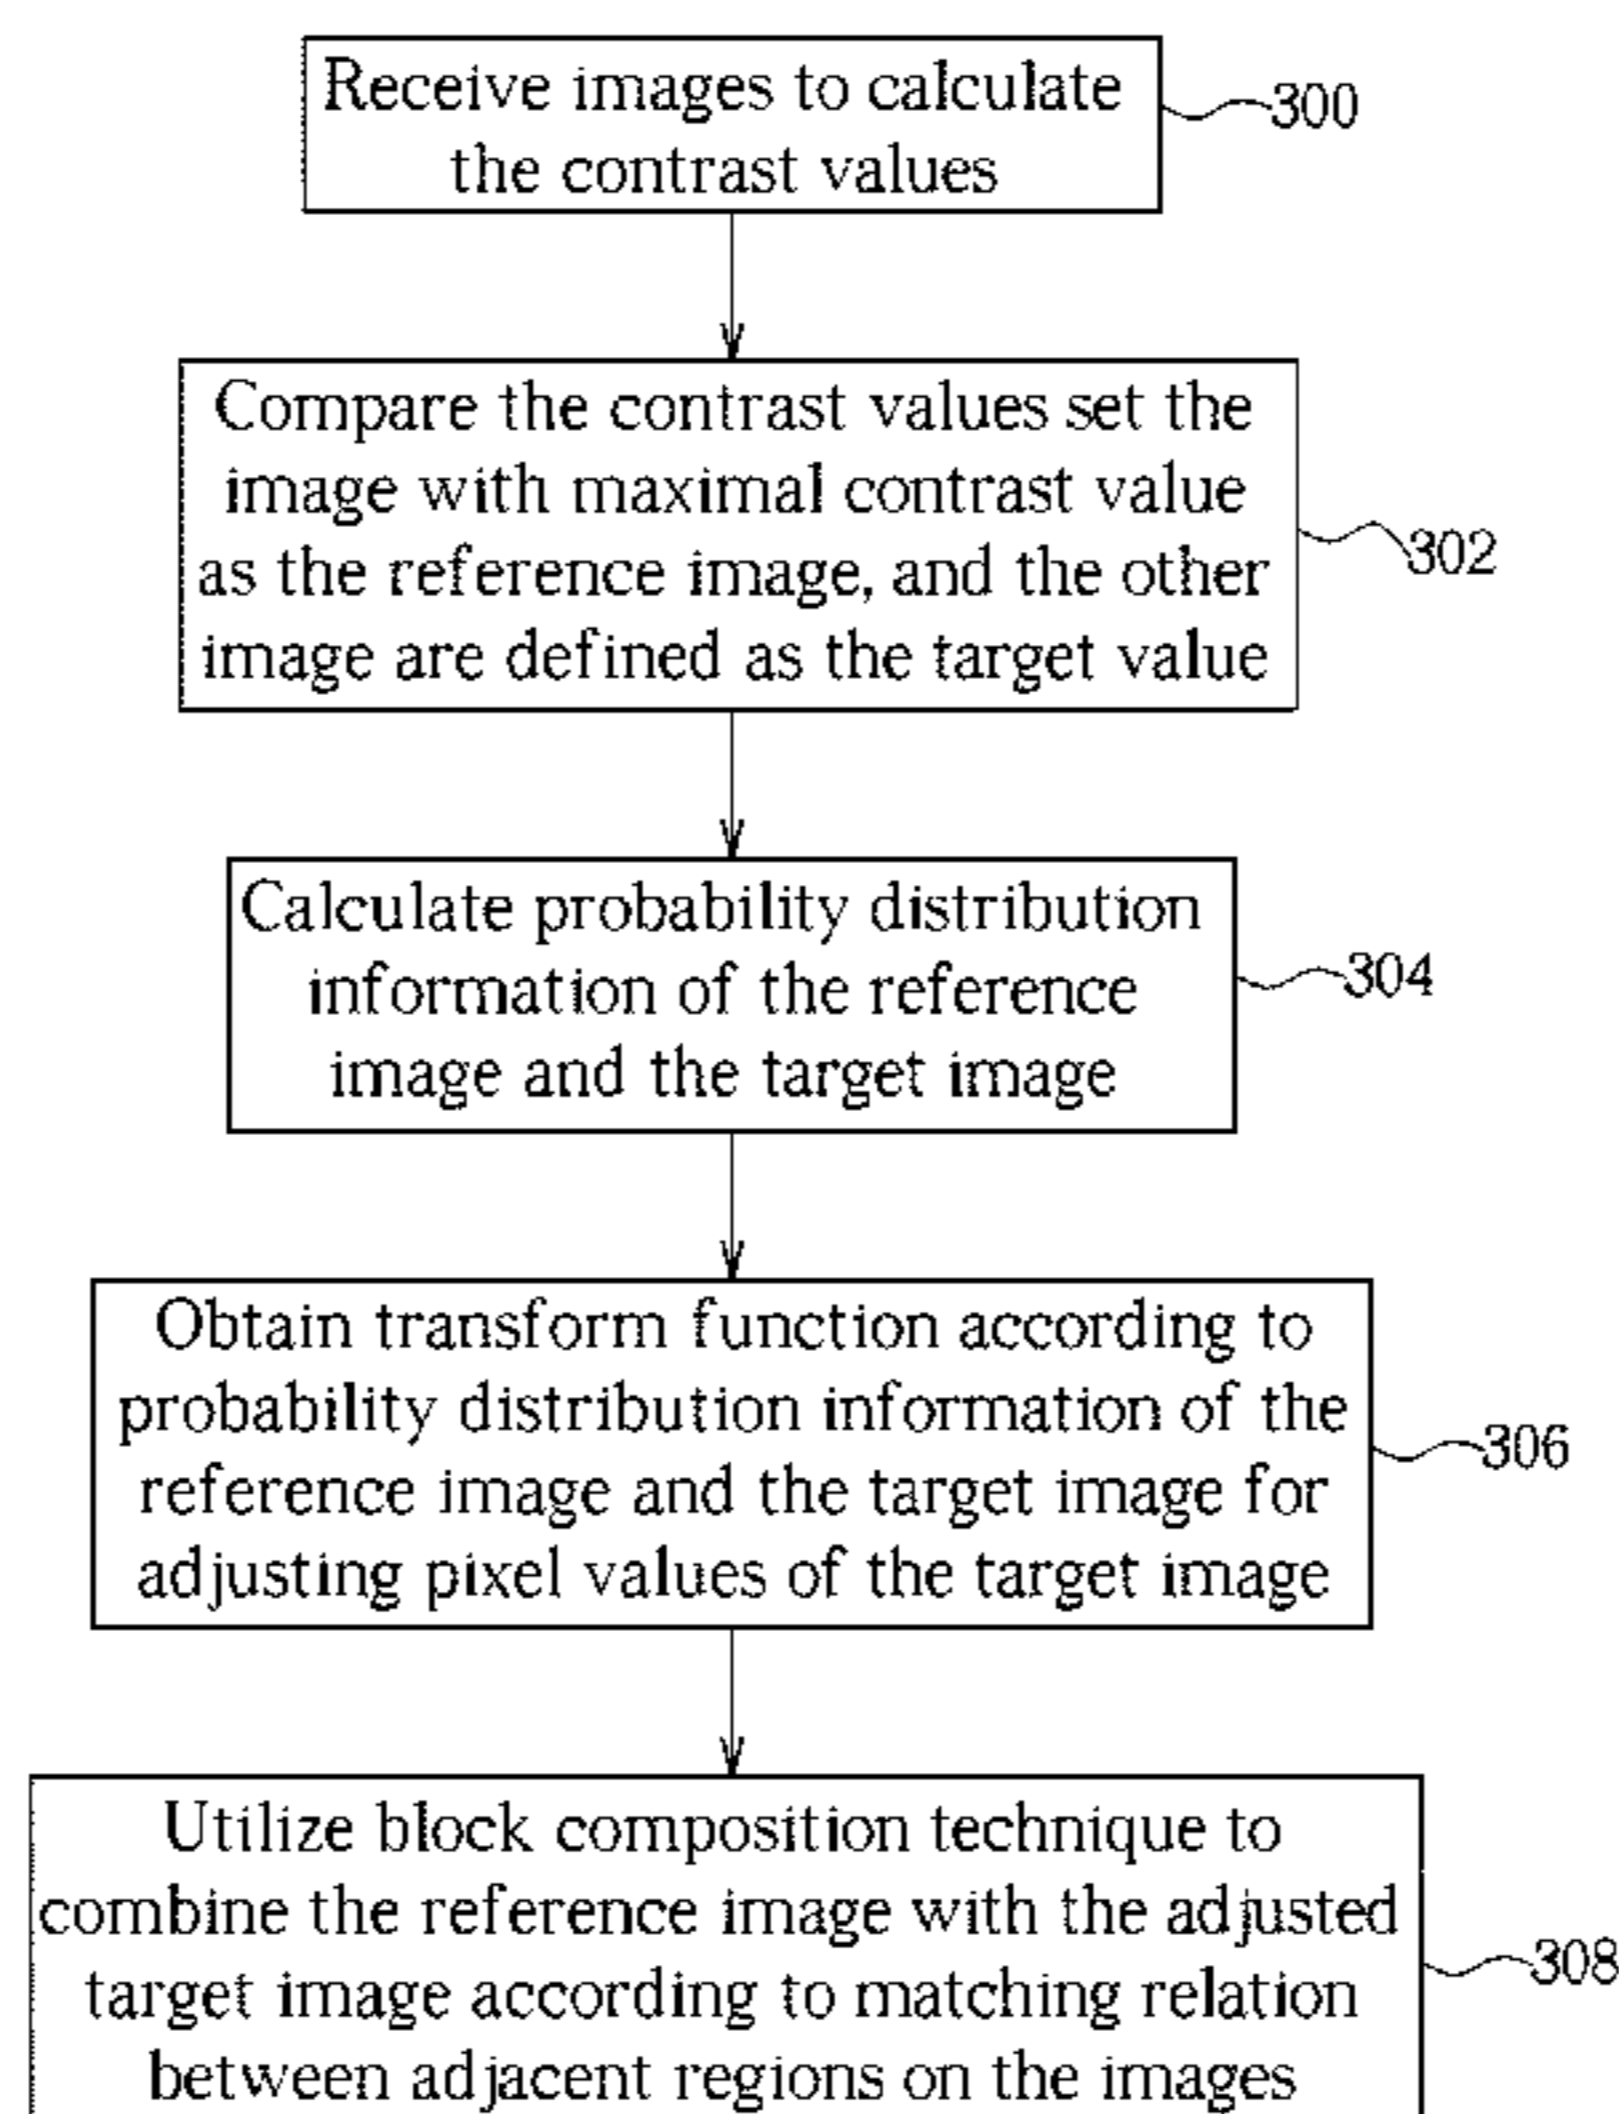 Receive images to calculate
the contrast values
300
Compare the contrast values set the
image with maximal contrast value
as the reference image, and the other
image are defined as the target value
302
Calculate probability distribution
information of the reference
image and the target image
304
Obtain transform function according to
probability distribution information of the
reference image and the target image for
adjusting pixel values of the target image
306
Utilize block composition technique to
combine the reference image with the adjusted
target image according to matching relation
between adjacent regions on the images
308